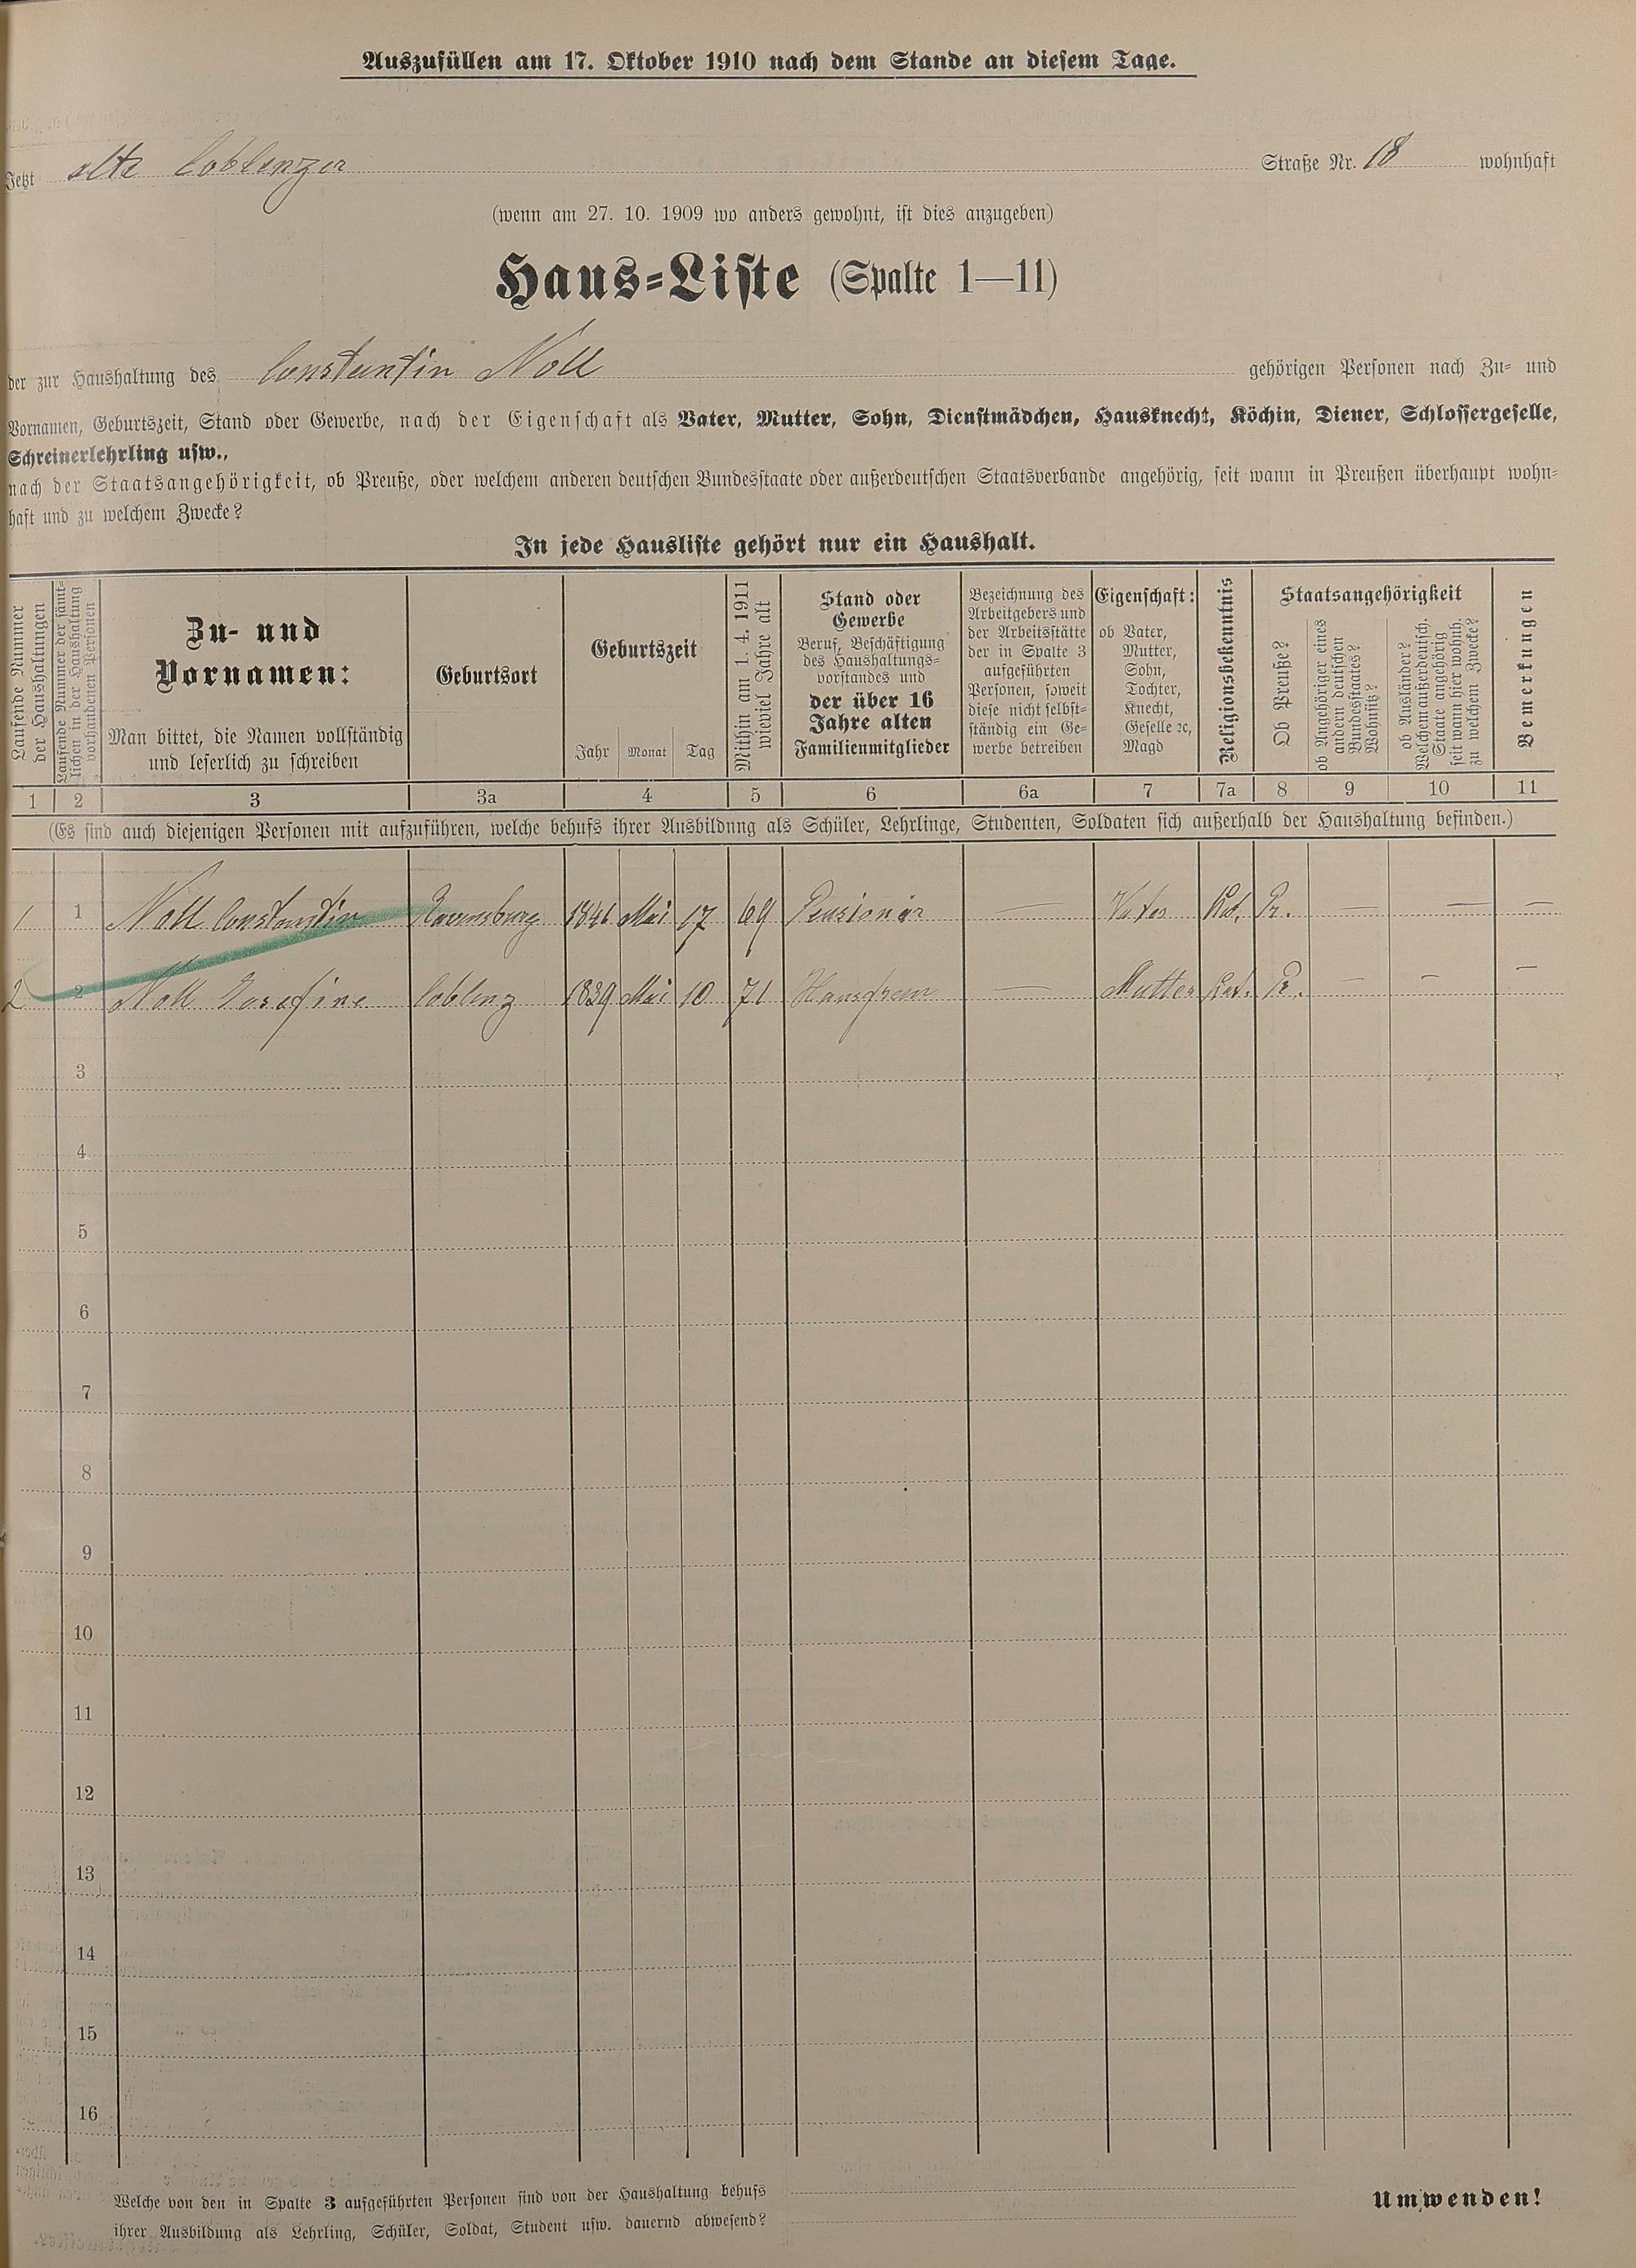 Auszufüllen am 17. Oktober 1910 nach dem Stande an diesem Tage.
Jetzt alte Coblenzer Straße Nr. 18 wohnhaft
(wenn am 27. 10. 1909 wo anders gewohnt, ist dies anzugeben)
Haus-Liste (Spalte 1—11)
der zur Haushaltung des Constantin Noll gehörigen Personen nach Zu- und
Vornamen, Geburtszeit, Stand oder Gewerbe, nach der Eigenschaft als Vater, Mutter, Sohn, Dienstmädchen, Hausknecht, Köchin, Diener, Schlossergeselle,
Schreinerlehrling usw.,
nach der Staatsangehörigkeit, ob Preuße, oder welchem anderen deutschen Bundesstaate oder außerdeutschen Staatsverbande angehörig, seit wann in Preußen überhaupt wohn-
haft und zu welchem Zwecke?
In jede Hausliste gehört nur ein Haushalt.
Laufende Nummer
der Haushaltungen
Laufende Nummer der sämt-
lichen in der Haushaltung
vorhandenen Personen
Zu- und
Vornamen:
Man bittet, die Namen vollständig
und leserlich zu schreiben
Geburtsort
Geburtszeit
Jahr Monat Tag
Mithin am 1. 4. 1911
wieviel Jahre alt
Stand oder
Gewerbe
Beruf, Beschäftigung
des Haushaltungs-
vorstandes und
der über 16
Jahre alten
Familienmitglieder
Bezeichnung des
Arbeitgebers und
der Arbeitsstätte
der in Spalte 3
aufgeführten
Personen, soweit
diese nicht selbst-
ständig ein Ge-
werbe betreiben
Eigenschaft:
ob Vater,
Mutter,
Sohn,
Tochter,
Knecht,
Geselle ꝛc,
Magd
Religionsbekenntnis
Staatsangehörigkeit
Ob Preuße?
ob Angehöriger eines
andern deutschen
Bundesstaates?
Wohnsitz?
ob Ausländer?
Welchem außerdeutsch.
Staate angehörig
seit wann hier wohnh.
zu welchem Zwecke?
Bemerkungen
1 2 3 3a 4 5 6 6a 7 7a 8 9 10 11
(Es sind auch diejenigen Personen mit aufzuführen, welche behufs ihrer Ausbildung als Schüler, Lehrlinge, Studenten, Soldaten sich außerhalb der Haushaltung befinden.)
1 1 Noll Constantin 1841 Mai 17 69 Pensionär — Vater Kat. Pr. — — —
2 2 Noll Josefine Coblenz 1839 Mai 10 71 Hausfrau — Mutter Kat. Pr. — — —
3
4
5
6
7
8
9
10
11
12
13
14
15
16
Welche von den in Spalte 3 aufgeführten Personen sind von der Haushaltung behufs
ihrer Ausbildung als Lehrling, Schüler, Soldat, Student usw. dauernd abwesend?
Umwenden!